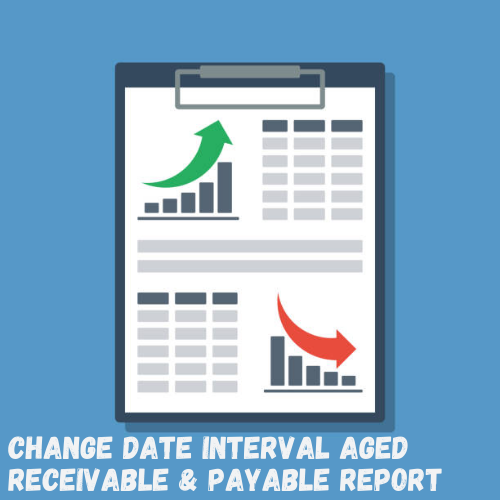 CHANGE DATE INTERVAL AGED
RECEIVABLE & PAYABLE REPORT